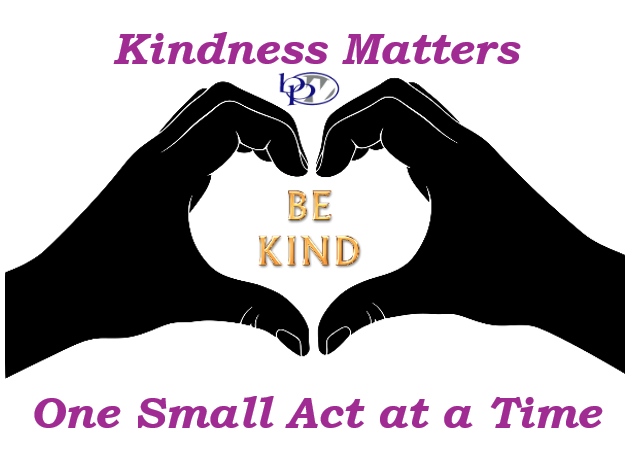 Kindness Matters
BE
KIND
One Small Act at a Time